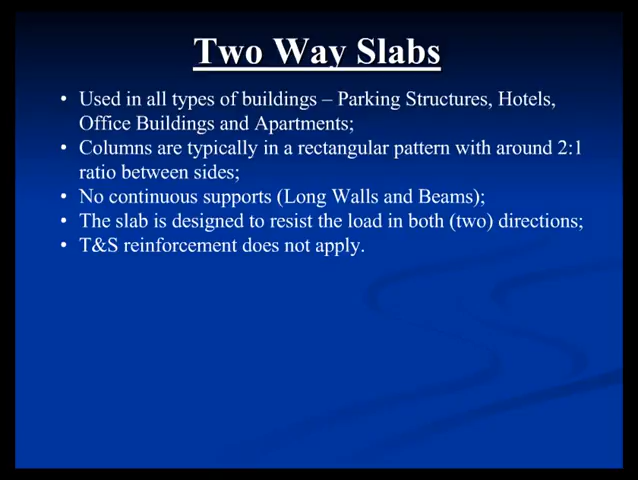 Two Way Slabs
• Used in all types of buildings – Parking Structures, Hotels,
Office Buildings and Apartments;
• Columns are typically in a rectangular pattern with around 2:1
ratio between sides;
• No continuous supports (Long Walls and Beams);
• The slab is designed to resist the load in both (two) directions;
• T&S reinforcement does not apply.